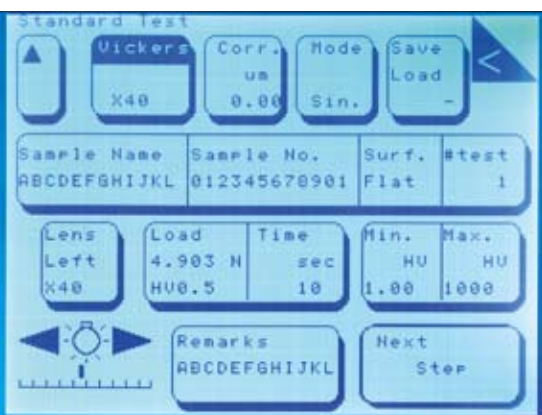 Standard Test
Vickers
X40
Corr.
um
0.00
Mode
Sin.
Save
Load
-
<
Sample Name
ABCDEFGHIJKL
Sample No.
012345678901
Surf.
Flat
#test
1
Lens
Left
X40
Load
4.903 N
HV0.5
Time
sec
10
Min.
HV
1.00
Max.
HV
1000
Remarks
ABCDEFGHIJKL
Next
Step